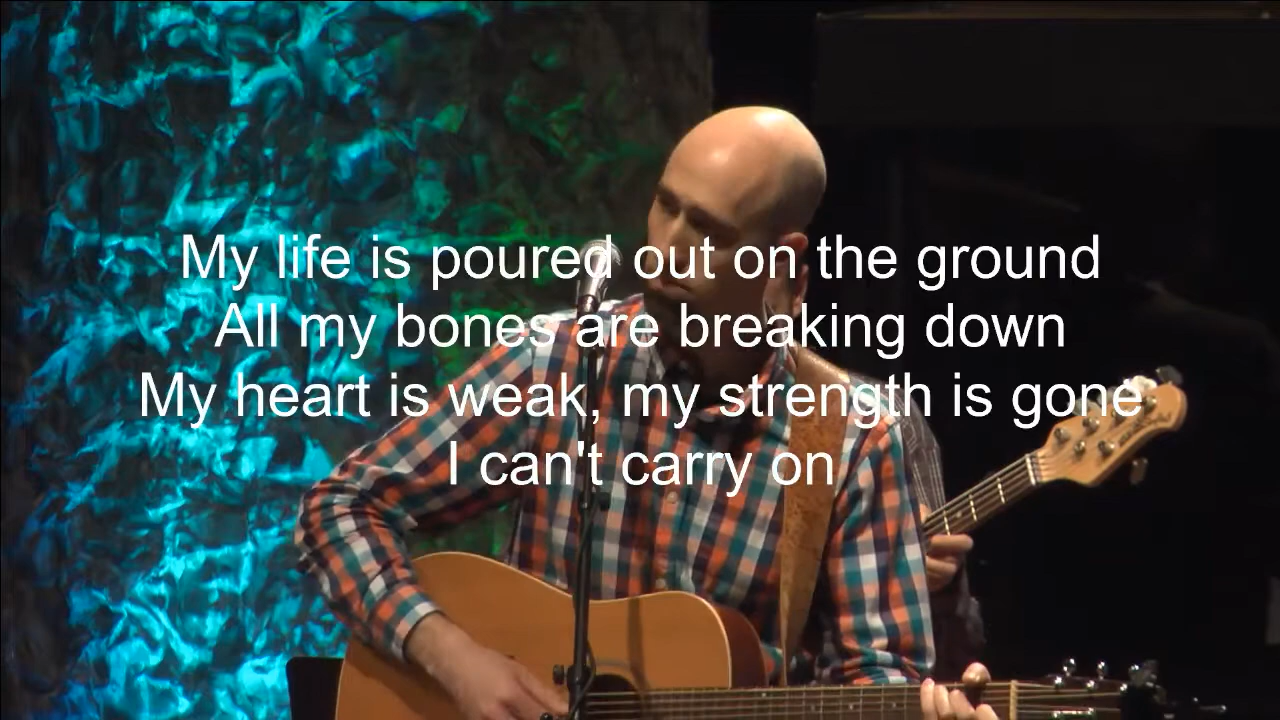 My life is poured out on the ground
All my bones are breaking down
My heart is weak, my strength is gone
I can't carry on